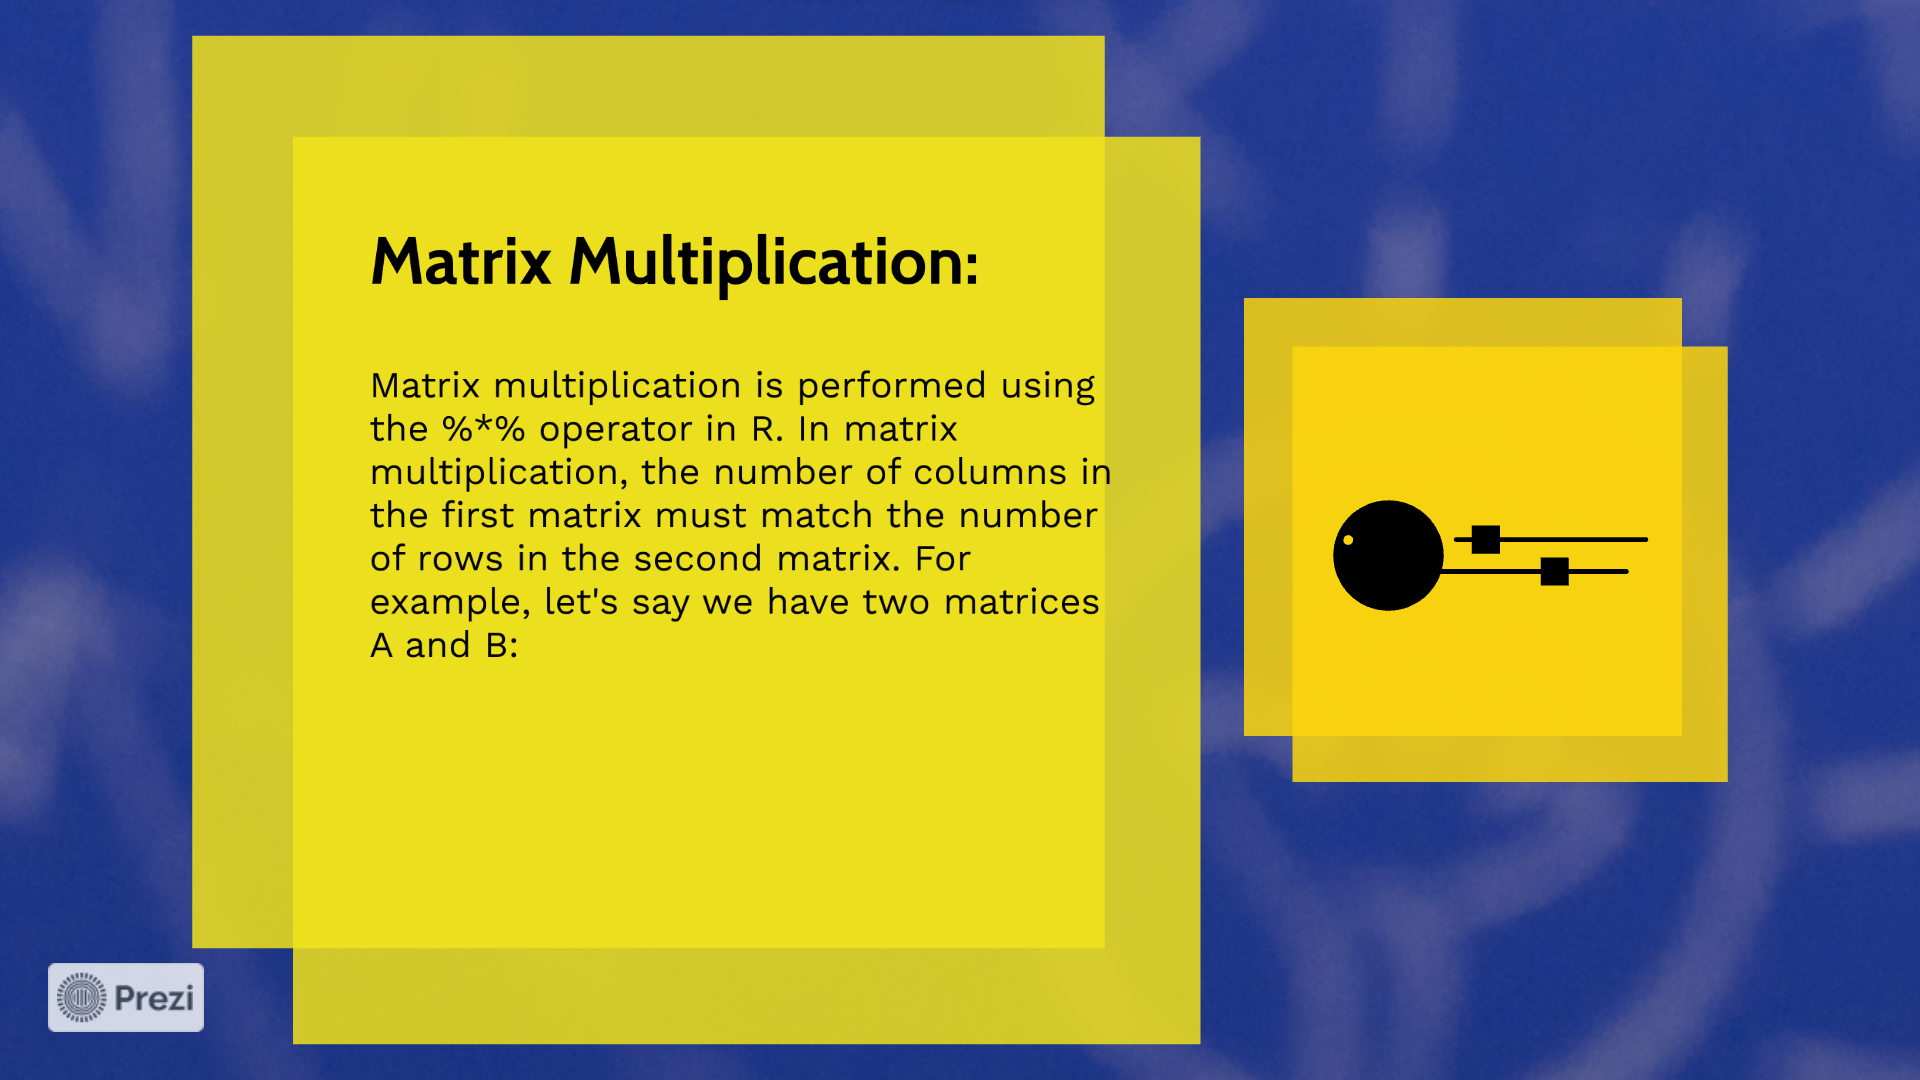 Matrix Multiplication:
Matrix multiplication is performed using
the %*% operator in R. In matrix
multiplication, the number of columns in
the first matrix must match the number
of rows in the second matrix. For
example, let's say we have two matrices
A and B:
Prezi